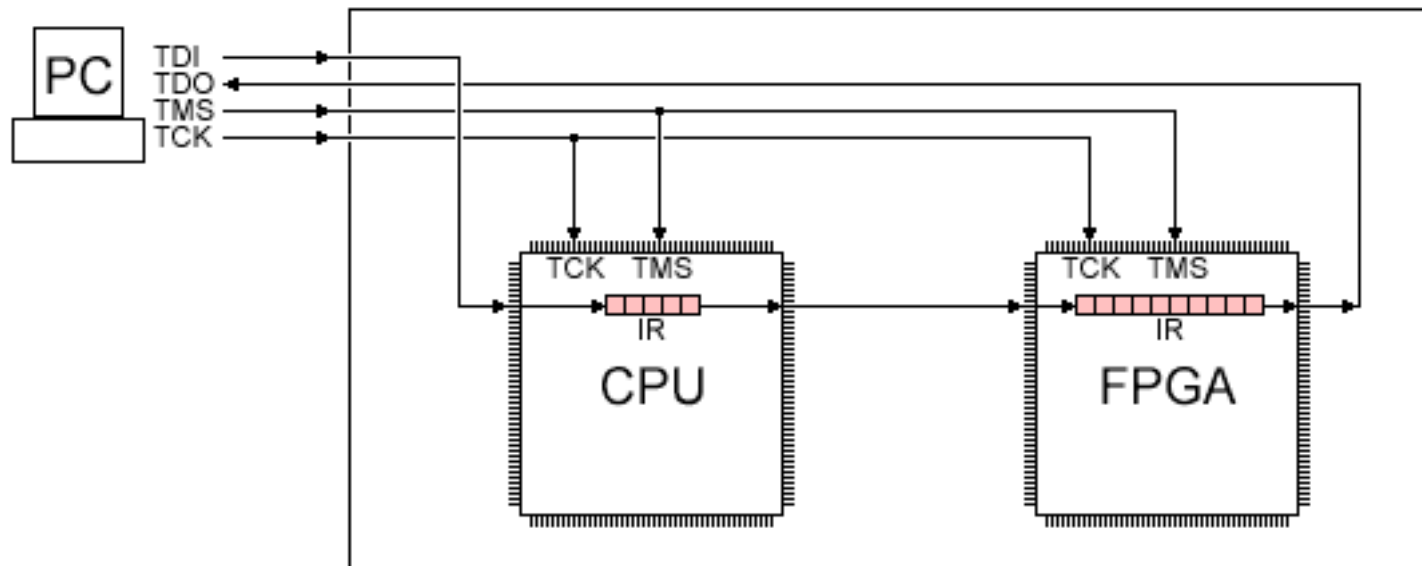 PC
TDI
TDO
TMS
TCK
TCK TMS
IR
CPU
TCK TMS
IR
FPGA